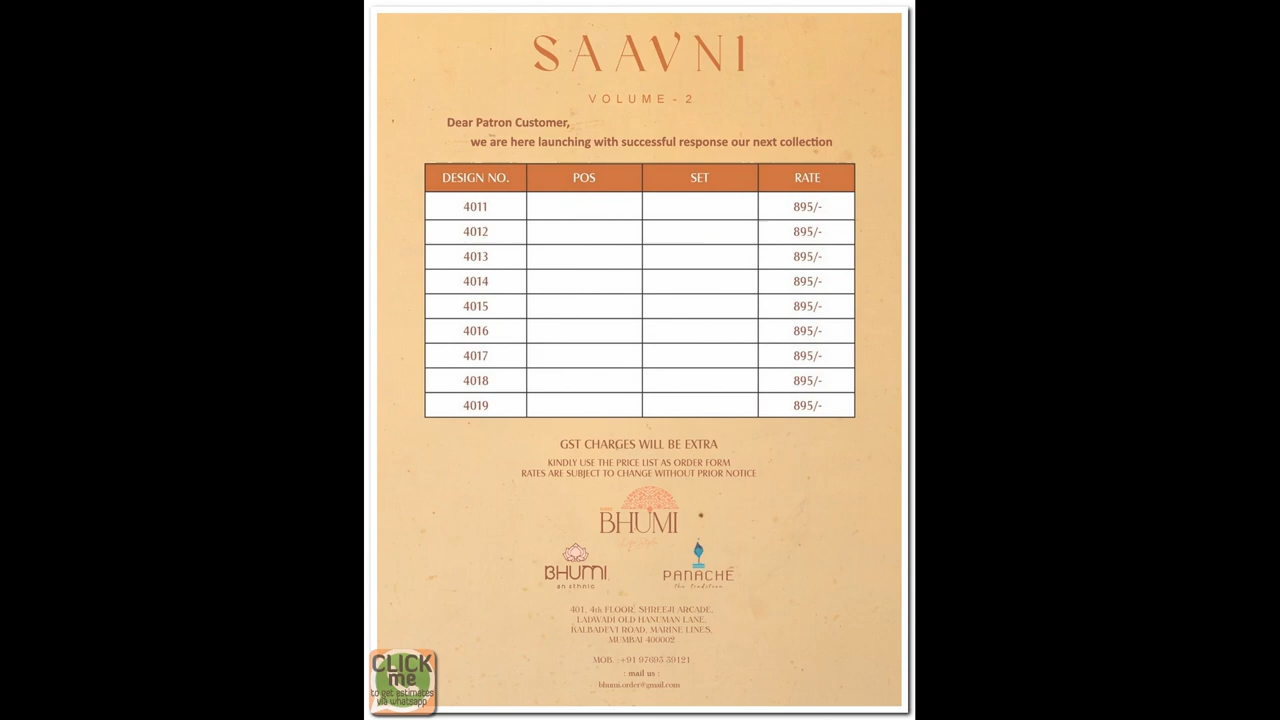 SAAVNI
VOLUME - 2
Dear Patron Customer,
we are here launching with successful response our next collection
DESIGN NO. POS SET RATE
4011 895/-
4012 895/-
4013 895/-
4014 895/-
4015 895/-
4016 895/-
4017 895/-
4018 895/-
4019 895/-
GST CHARGES WILL BE EXTRA
KINDLY USE THE PRICE LIST AS ORDER FORM
RATES ARE SUBJECT TO CHANGE WITHOUT PRIOR NOTICE
BHUMI
BHUMI PANACHE
an ethnic the tradition
401, 4th FLOOR, SHREEJI ARCADE,
LADWADI OLD HANUMAN LANE,
KALBADEVI ROAD, MARINE LINES,
MUMBAI 400002
MOB. :+91 97695 59121
: mail us :
bhumi.order@gmail.com
CLICK
me
to get estimates
via whatsapp